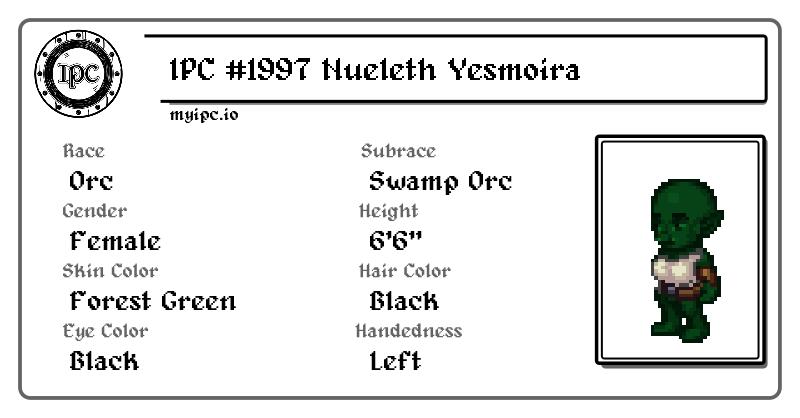 IPC
IPC #1997 Nueleth Yesmoira
myipc.io
Race
Orc
Subrace
Swamp Orc
Gender
Female
Height
6'6"
Skin Color
Forest Green
Hair Color
Black
Eye Color
Black
Handedness
Left